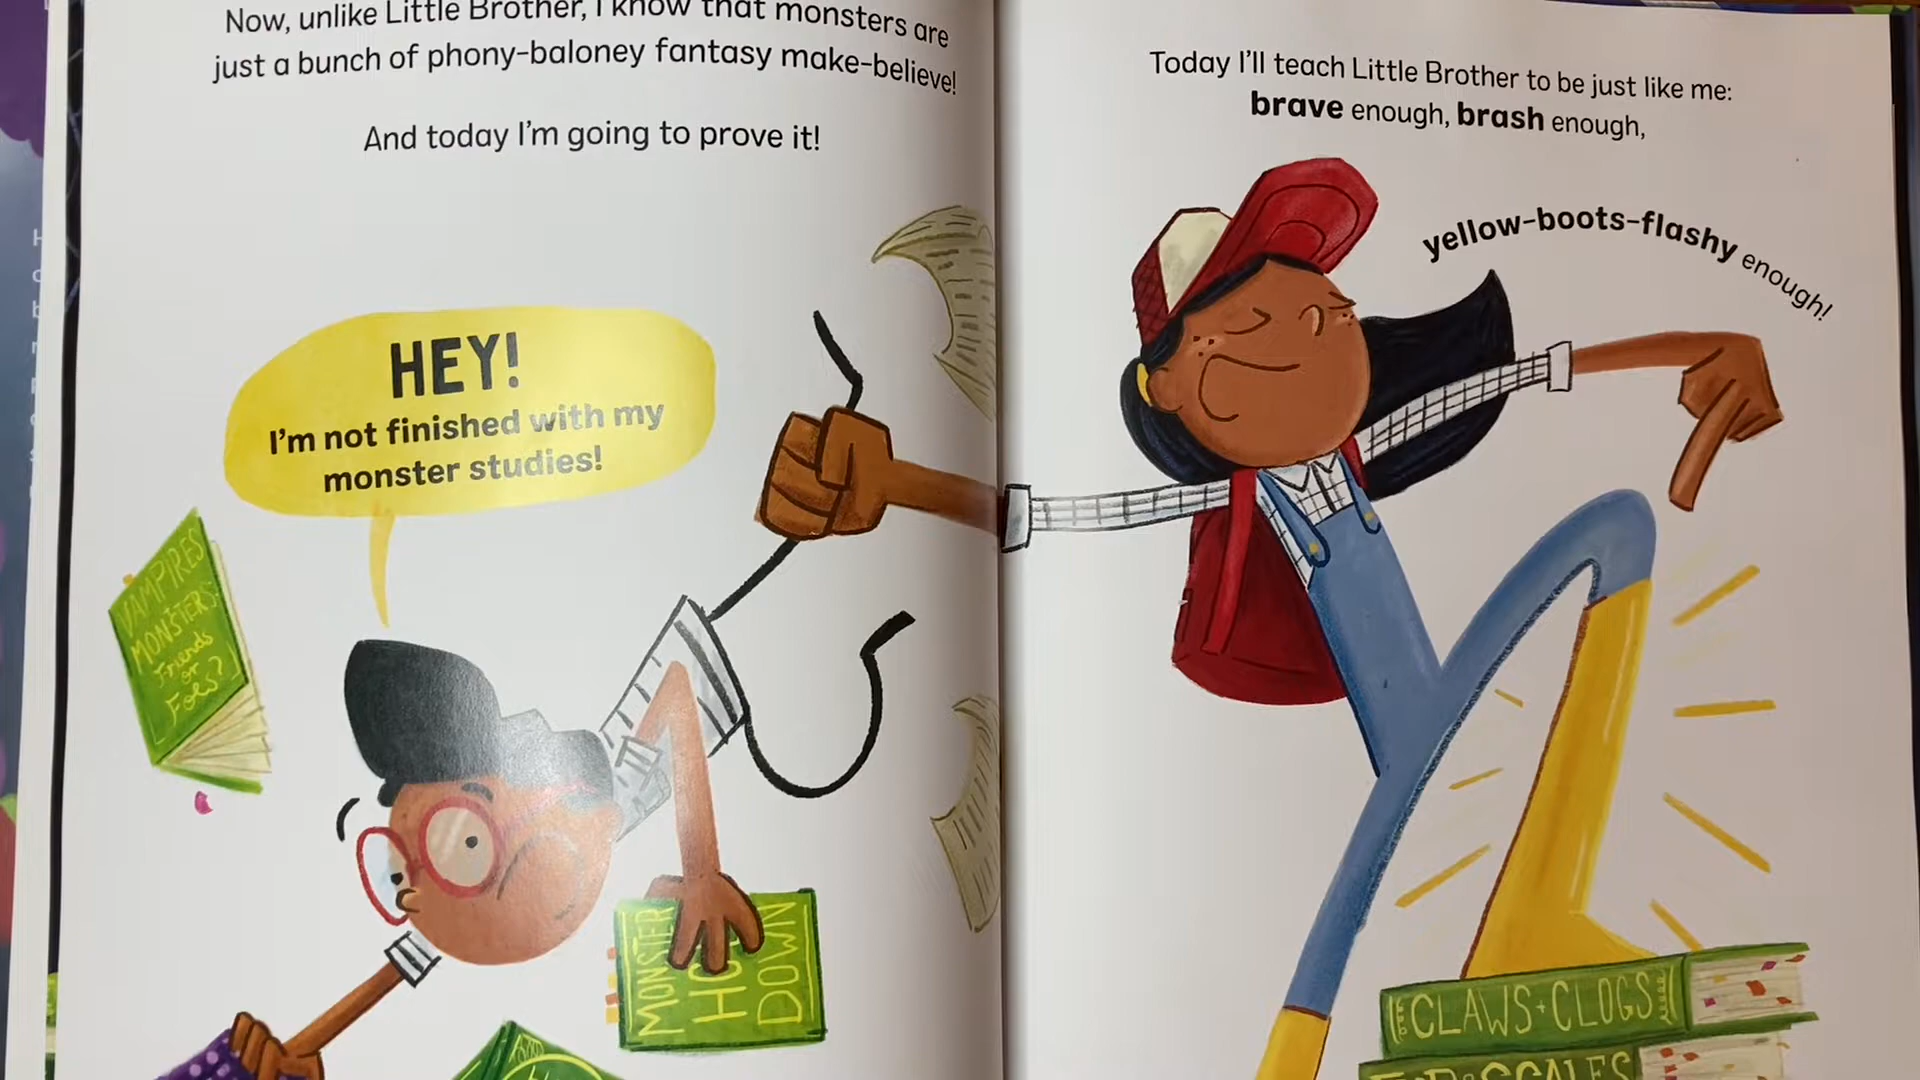 Now, unlike Little Brother, I know that monsters are
just a bunch of phony-baloney fantasy make-believe!
And today I'm going to prove it!
HEY!
I'm not finished with my
monster studies!
VAMPIRES
MONSTERS
Friends
or
Foes?
MONSTER
HO
DOWN
Today I'll teach Little Brother to be just like me:
brave enough, brash enough,
yellow-boots-flashy enough!
CLAWS+CLOGS
SCALES